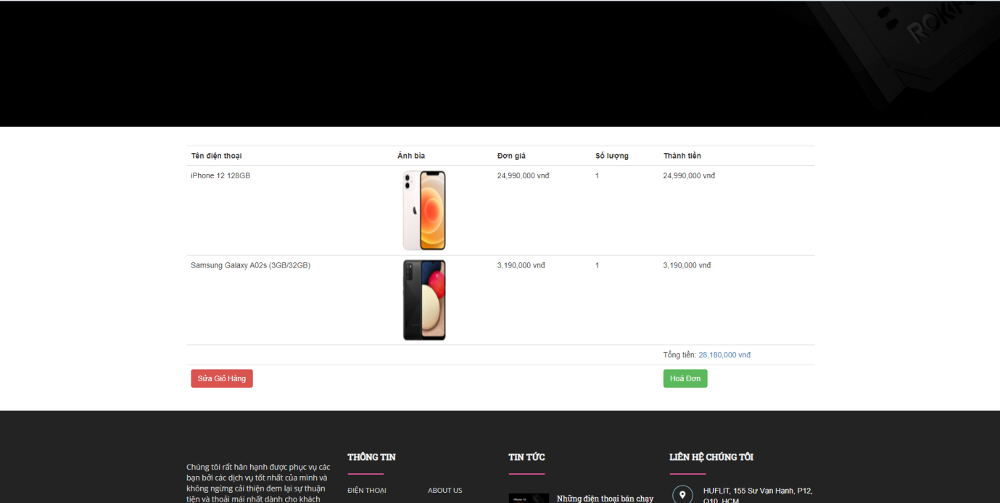 Tên điện thoại Ảnh bìa Đơn giá Số lượng Thành tiền
iPhone 12 128GB 24,990,000 vnđ 1 24,990,000 vnđ
Samsung Galaxy A02s (3GB/32GB) 3,190,000 vnđ 1 3,190,000 vnđ
Tổng tiền: 28,180,000 vnđ
Sửa Giỏ Hàng Hoá Đơn
Chúng tôi rất hân hạnh được phục vụ các
bạn bởi các dịch vụ tốt nhất của mình và
không ngừng cải thiện đem lại sự thuận
tiện và thoải mái nhất dành cho khách
THÔNG TIN
ĐIỆN THOẠI ABOUT US
TIN TỨC
Những điện thoại bán chạy
LIÊN HỆ CHÚNG TÔI
HUFLIT, 155 Sư Vạn Hạnh, P12,
Q10, HCM